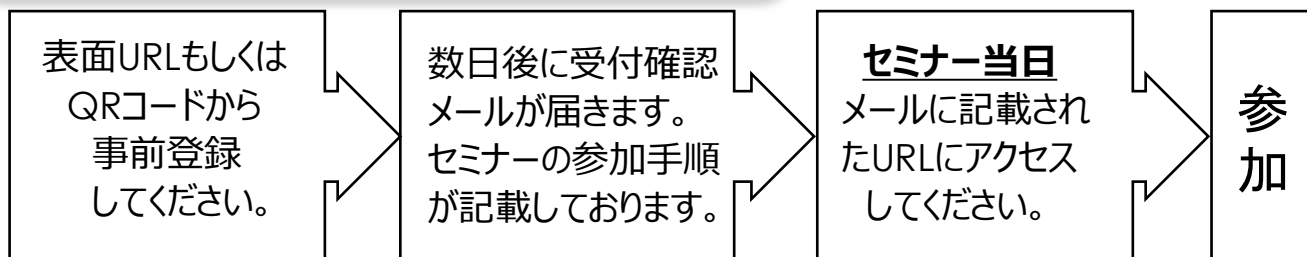 表面URLもしくは
QRコードから
事前登録
してください。
数日後に受付確認
メールが届きます。
セミナーの参加手順
が記載しております。
セミナー当日
メールに記載され
たURLにアクセス
してください。
参
加